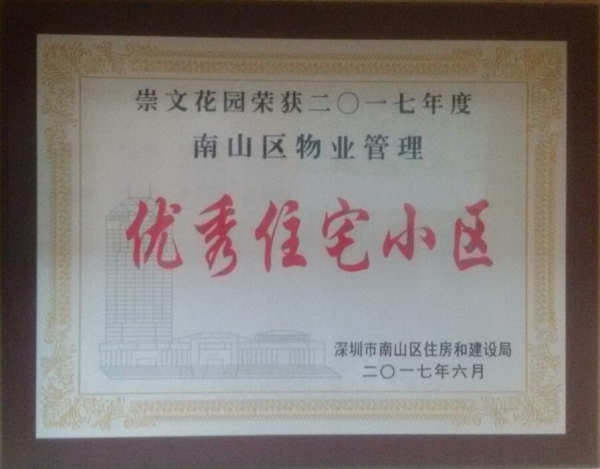 崇文花园荣获二〇一七年度
南山区物业管理
优秀住宅小区
深圳市南山区住房和建设局
二〇一七年六月